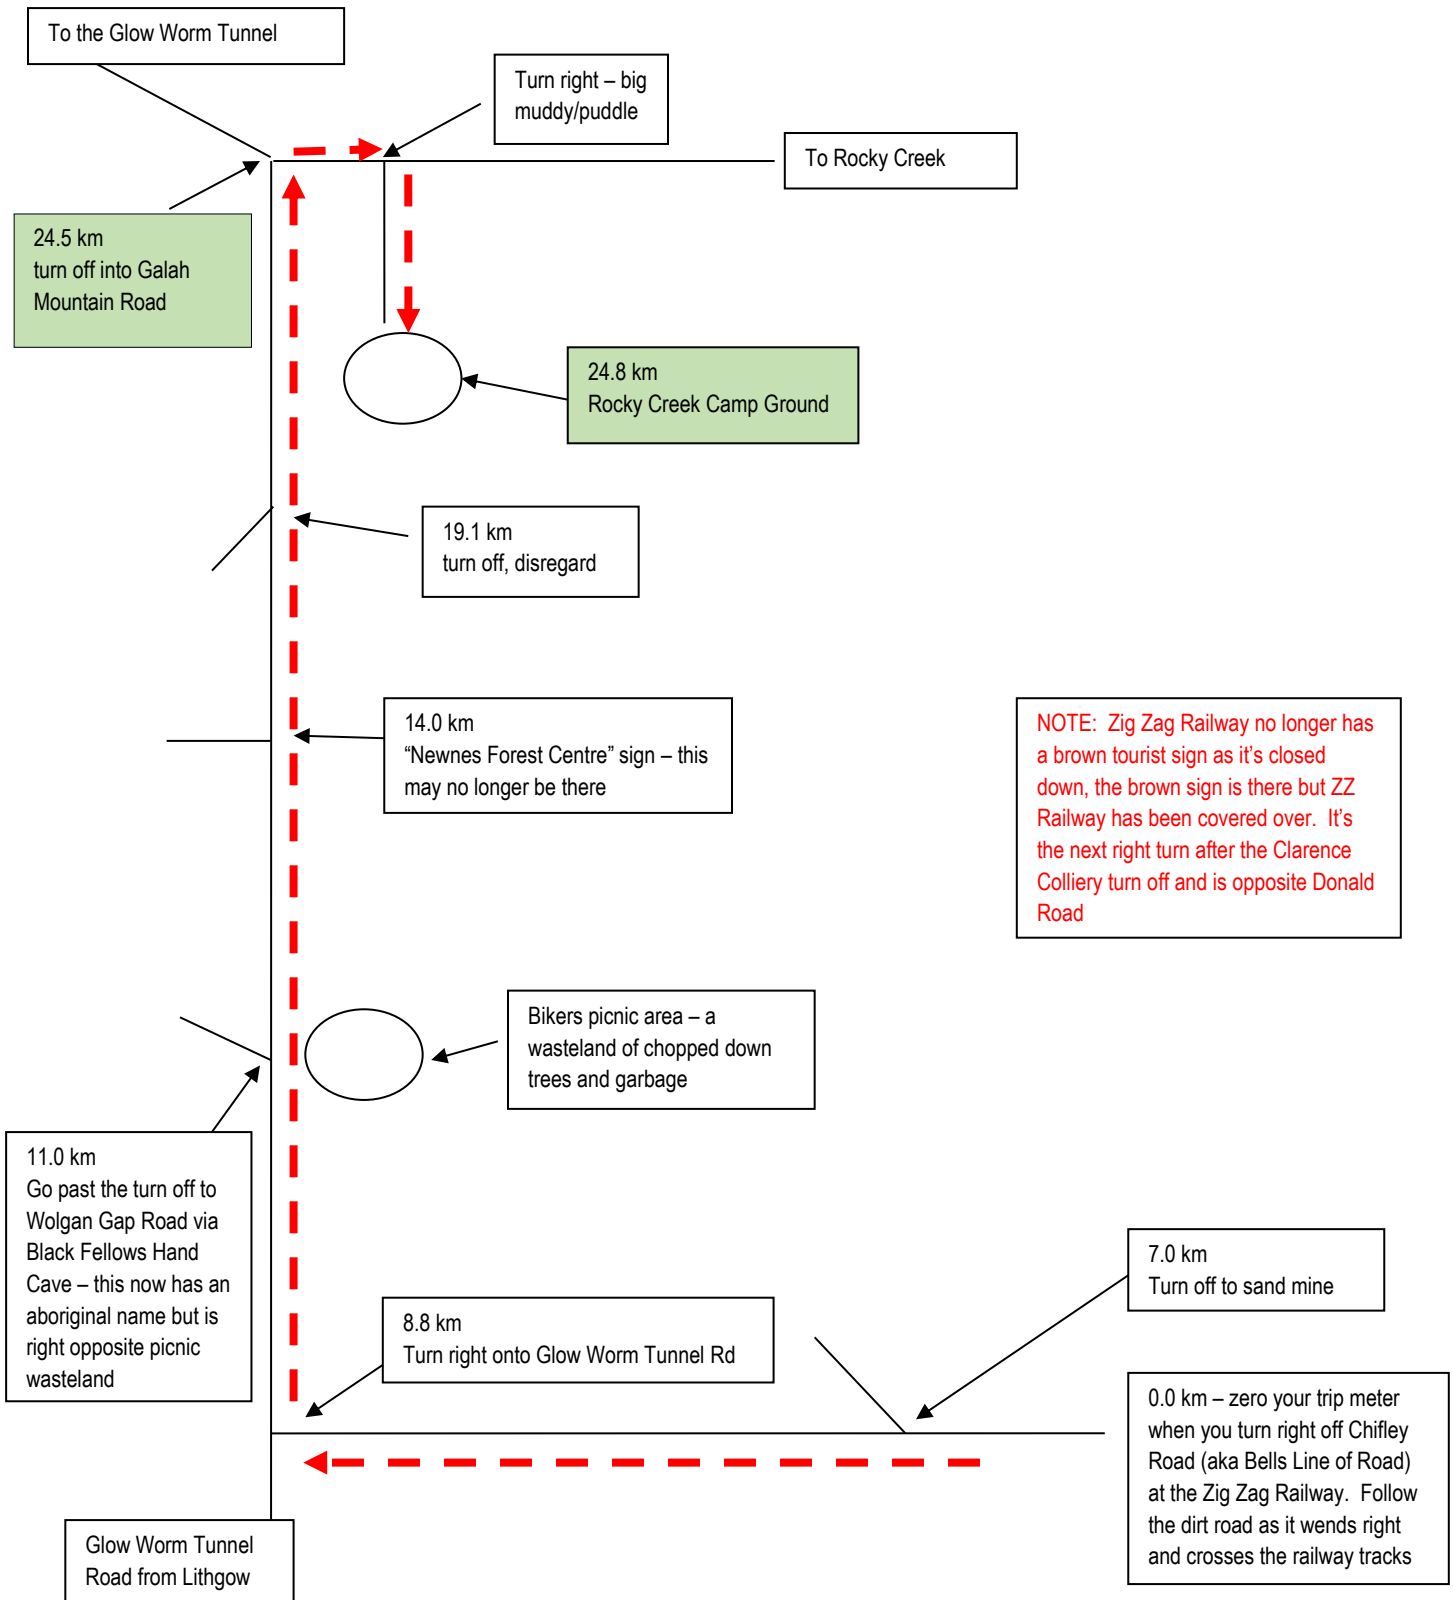 To the Glow Worm Tunnel
Turn right – big
muddy/puddle
To Rocky Creek
24.5 km
turn off into Galah
Mountain Road
24.8 km
Rocky Creek Camp Ground
19.1 km
turn off, disregard
14.0 km
“Newnes Forest Centre” sign – this
may no longer be there
NOTE:  Zig Zag Railway no longer has
a brown tourist sign as it’s closed
down, the brown sign is there but ZZ
Railway has been covered over.  It’s
the next right turn after the Clarence
Colliery turn off and is opposite Donald
Road
Bikers picnic area – a
wasteland of chopped down
trees and garbage
11.0 km
Go past the turn off to
Wolgan Gap Road via
Black Fellows Hand
Cave – this now has an
aboriginal name but is
right opposite picnic
wasteland
7.0 km
Turn off to sand mine
8.8 km
Turn right onto Glow Worm Tunnel Rd
0.0 km – zero your trip meter
when you turn right off Chifley
Road (aka Bells Line of Road)
at the Zig Zag Railway.  Follow
the dirt road as it wends right
and crosses the railway tracks
Glow Worm Tunnel
Road from Lithgow